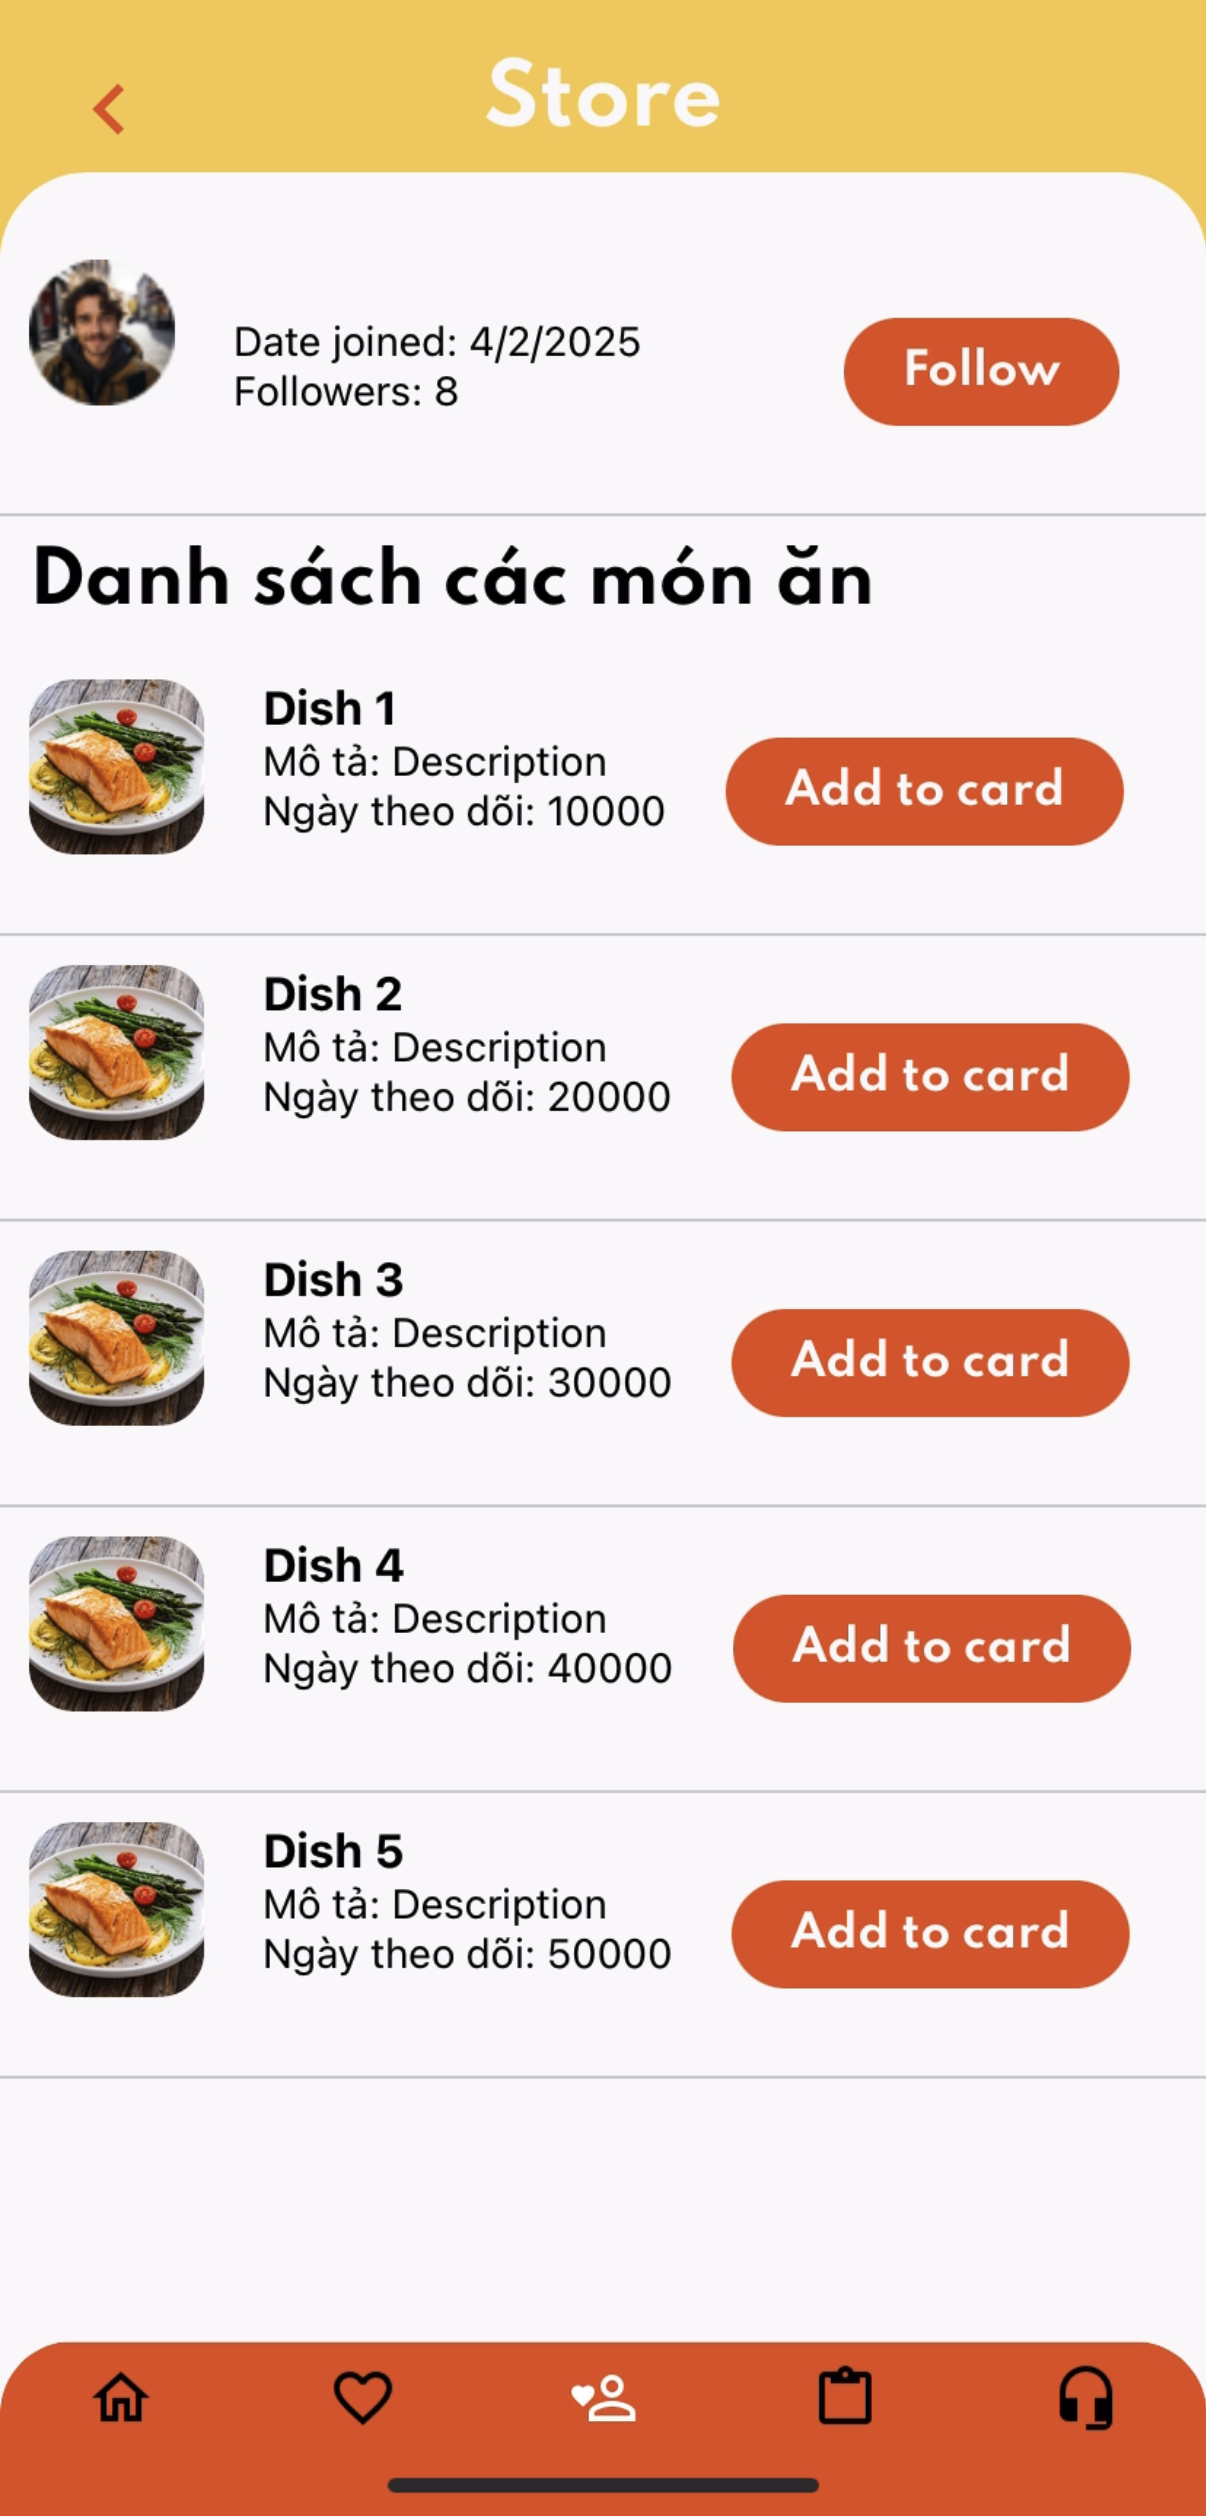 Store
Date joined: 4/2/2025
Followers: 8
Follow
Danh sách các món ăn
Dish 1
Mô tả: Description
Ngày theo dõi: 10000
Add to card
Dish 2
Mô tả: Description
Ngày theo dõi: 20000
Add to card
Dish 3
Mô tả: Description
Ngày theo dõi: 30000
Add to card
Dish 4
Mô tả: Description
Ngày theo dõi: 40000
Add to card
Dish 5
Mô tả: Description
Ngày theo dõi: 50000
Add to card